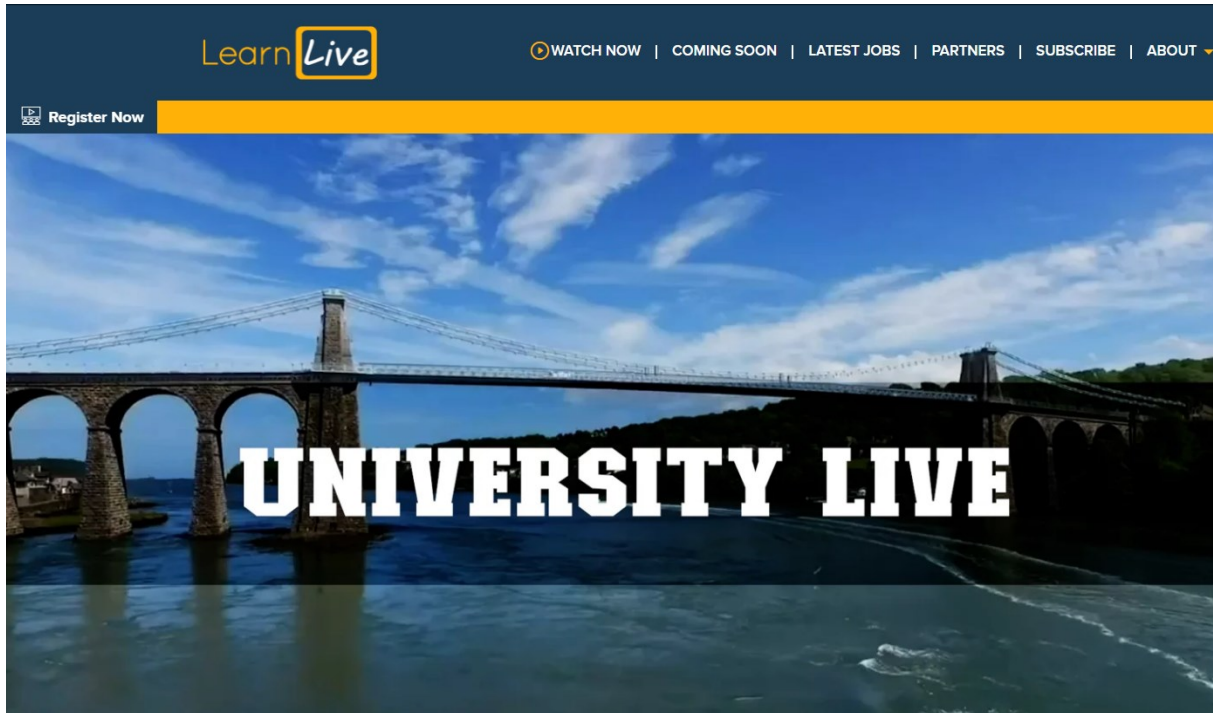 Learn Live
WATCH NOW | COMING SOON | LATEST JOBS | PARTNERS | SUBSCRIBE | ABOUT
Register Now
UNIVERSITY LIVE